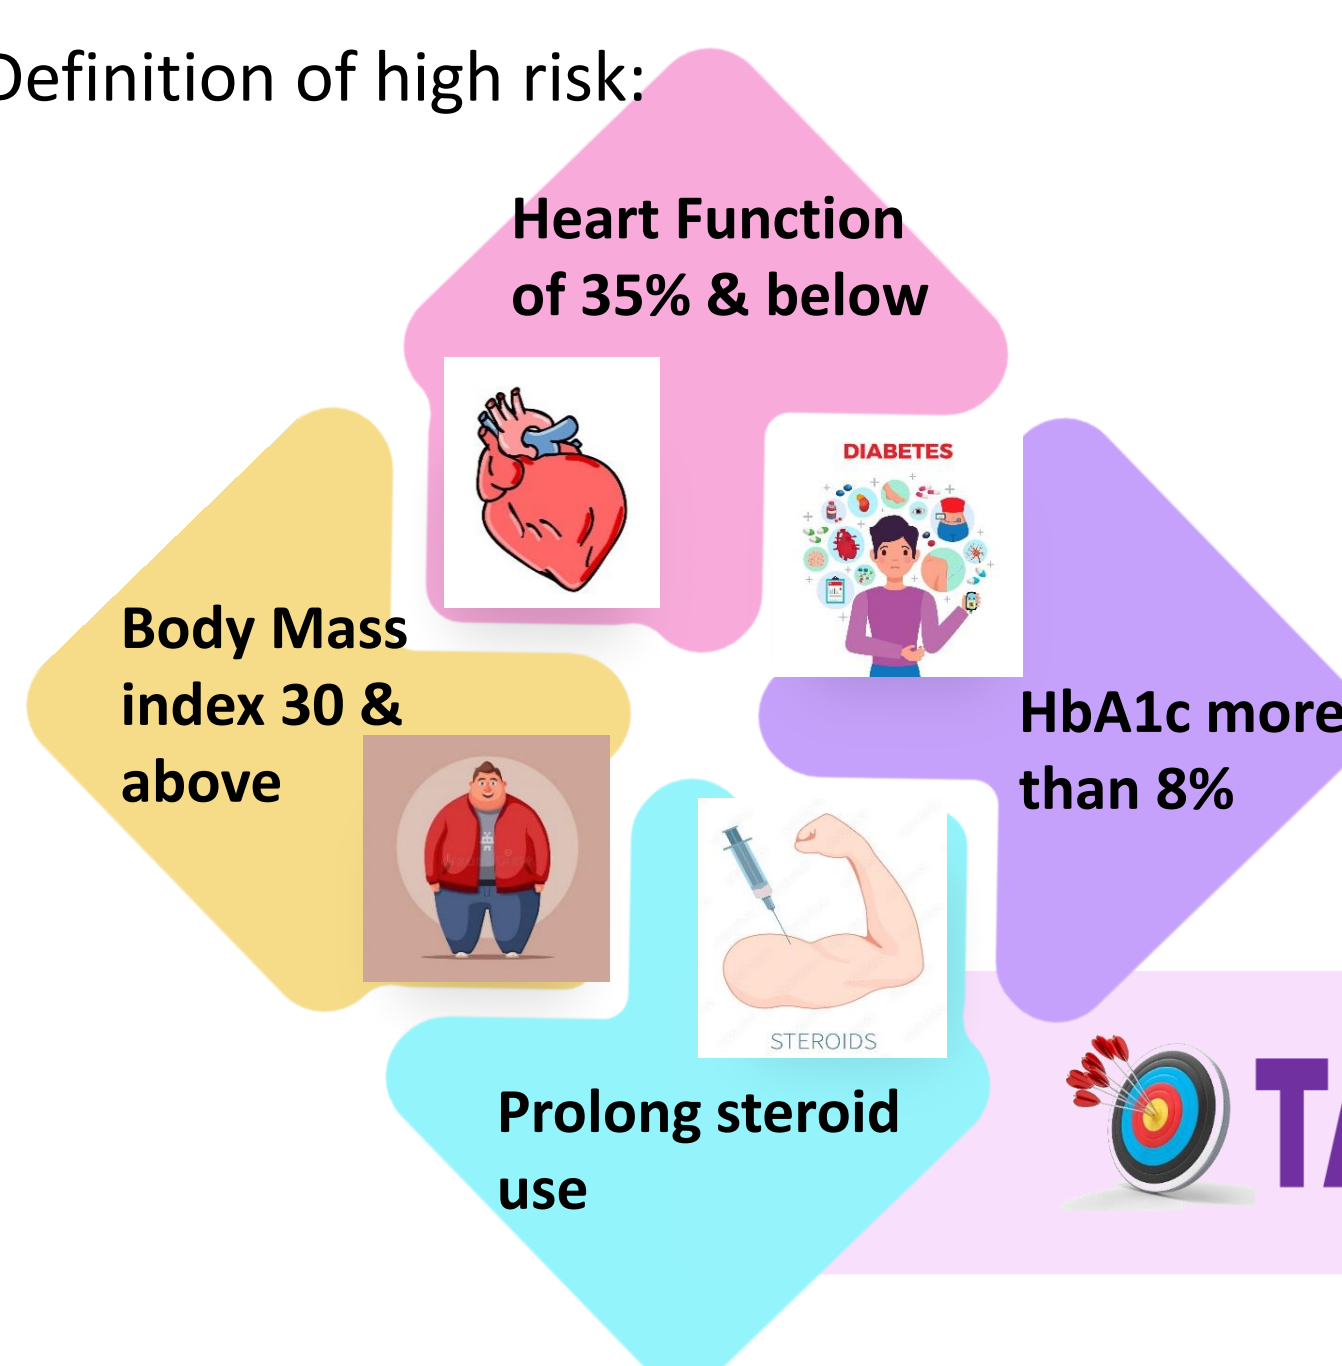 Definition of high risk:
Heart Function
of 35% & below
DIABETES
Body Mass
index 30 &
above
HbA1c more
than 8%
STEROIDS
Prolong steroid
use